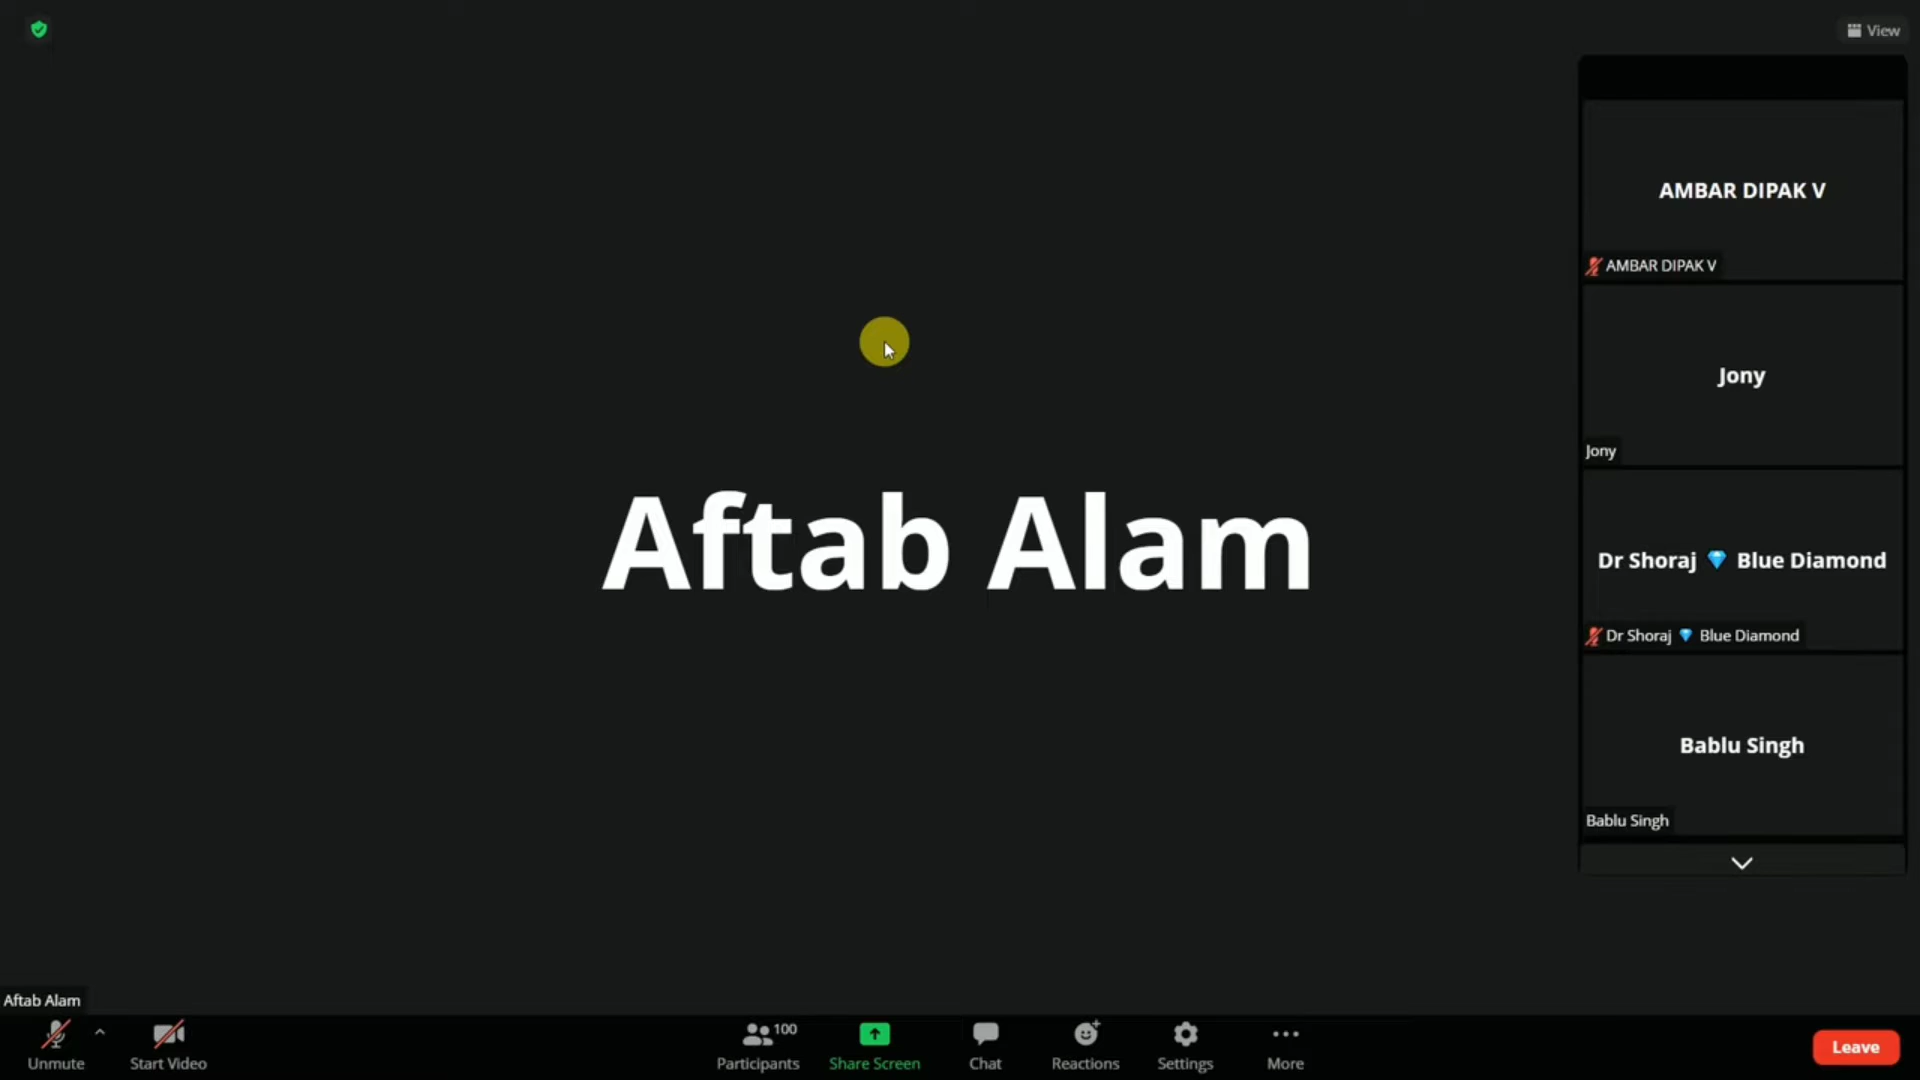 View
AMBAR DIPAK V
AMBAR DIPAK V
Jony
Jony
Dr Shoraj 💎 Blue Diamond
Dr Shoraj 💎 Blue Diamond
Bablu Singh
Bablu Singh
Aftab Alam
Aftab Alam
Unmute
Start Video
100
Participants
Share Screen
Chat
Reactions
Settings
More
Leave